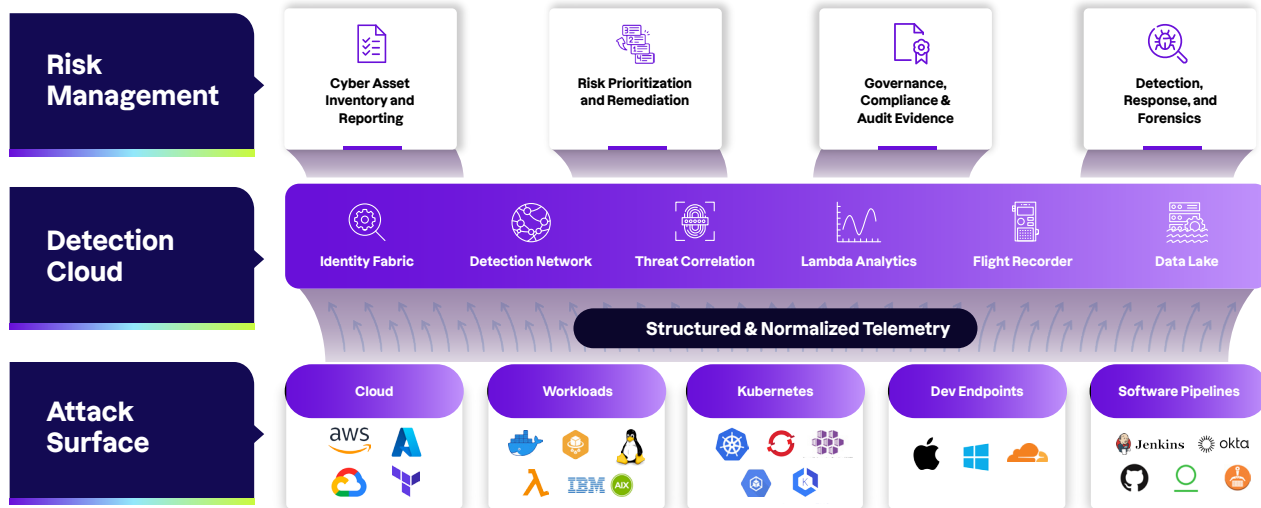 Risk
Management
Cyber Asset
Inventory and
Reporting
Risk Prioritization
and Remediation
Governance,
Compliance &
Audit Evidence
Detection,
Response, and
Forensics
Detection
Cloud
Identity Fabric
Detection Network
Threat Correlation
Lambda Analytics
Flight Recorder
Data Lake
Structured & Normalized Telemetry
Attack
Surface
Cloud
Workloads
Kubernetes
Dev Endpoints
Software Pipelines
aws
IBM
AIX
K
Jenkins
okta